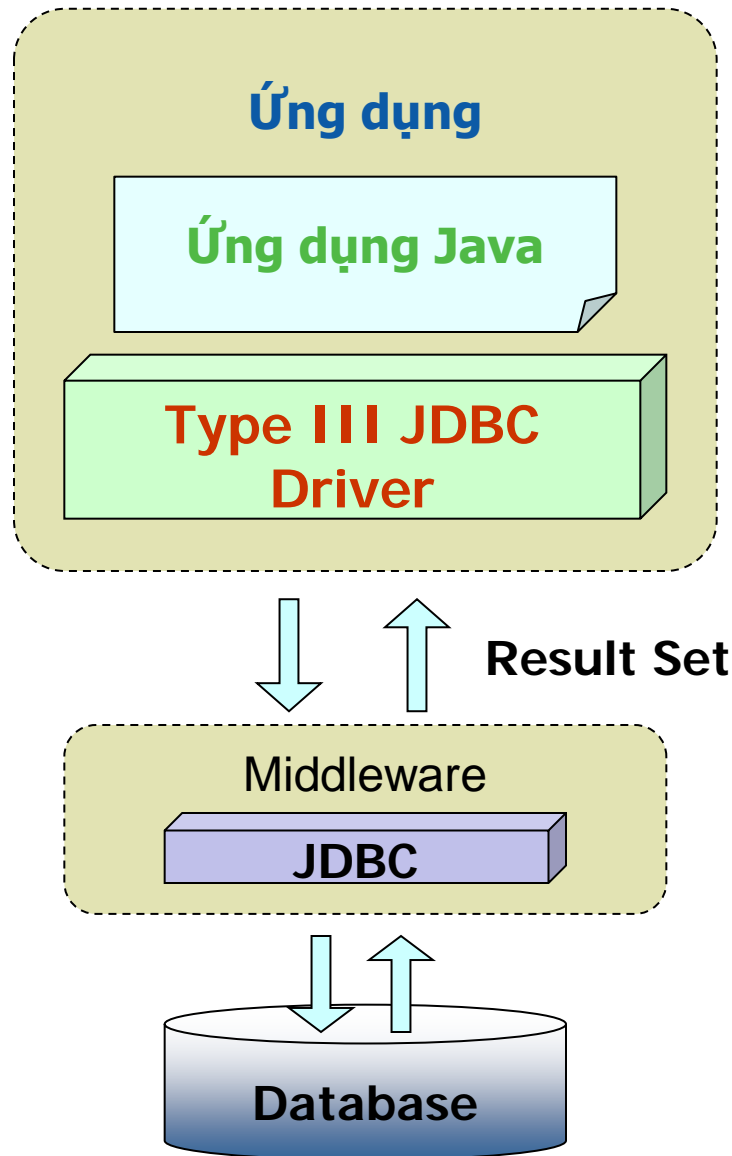 Ứng dụng
Ứng dụng Java
Type III JDBC
Driver
Result Set
Middleware
JDBC
Database